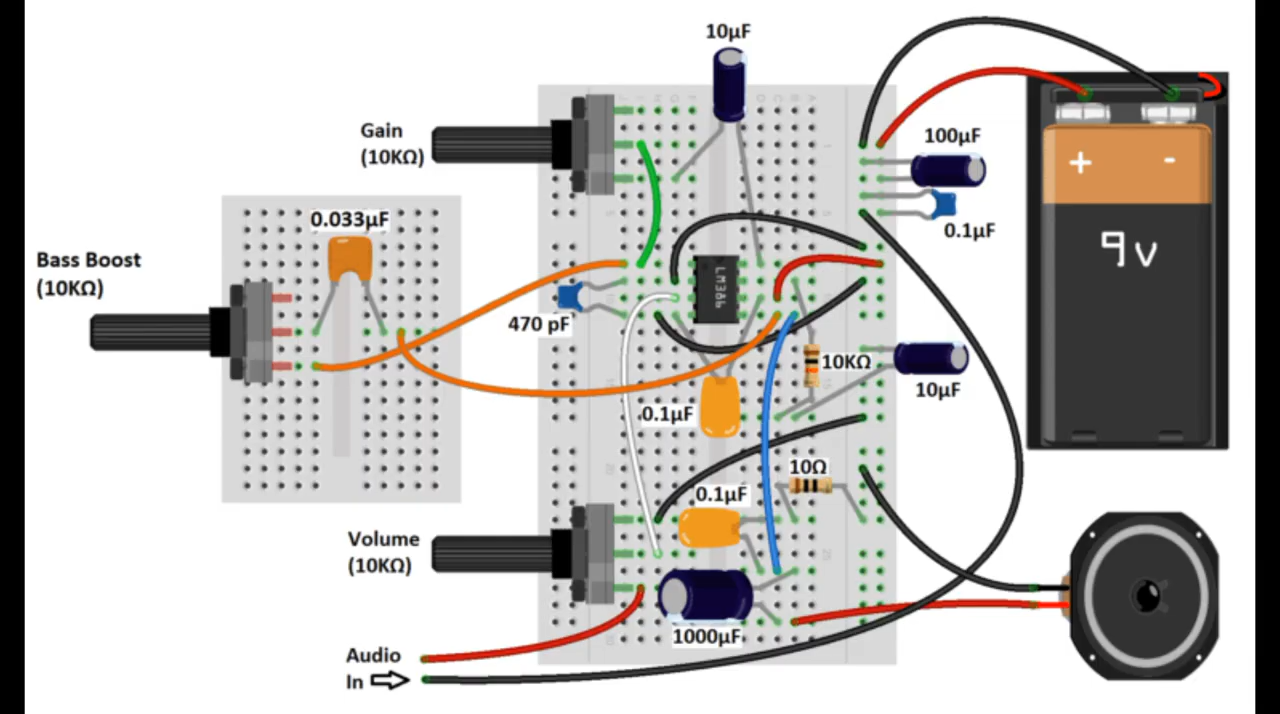 10µF
Gain
(10KΩ)
100µF
+ -
0.033µF
0.1µF
9v
Bass Boost
(10KΩ)
LM386
470 pF
10KΩ
10µF
0.1µF
10Ω
0.1µF
Volume
(10KΩ)
1000µF
Audio
In